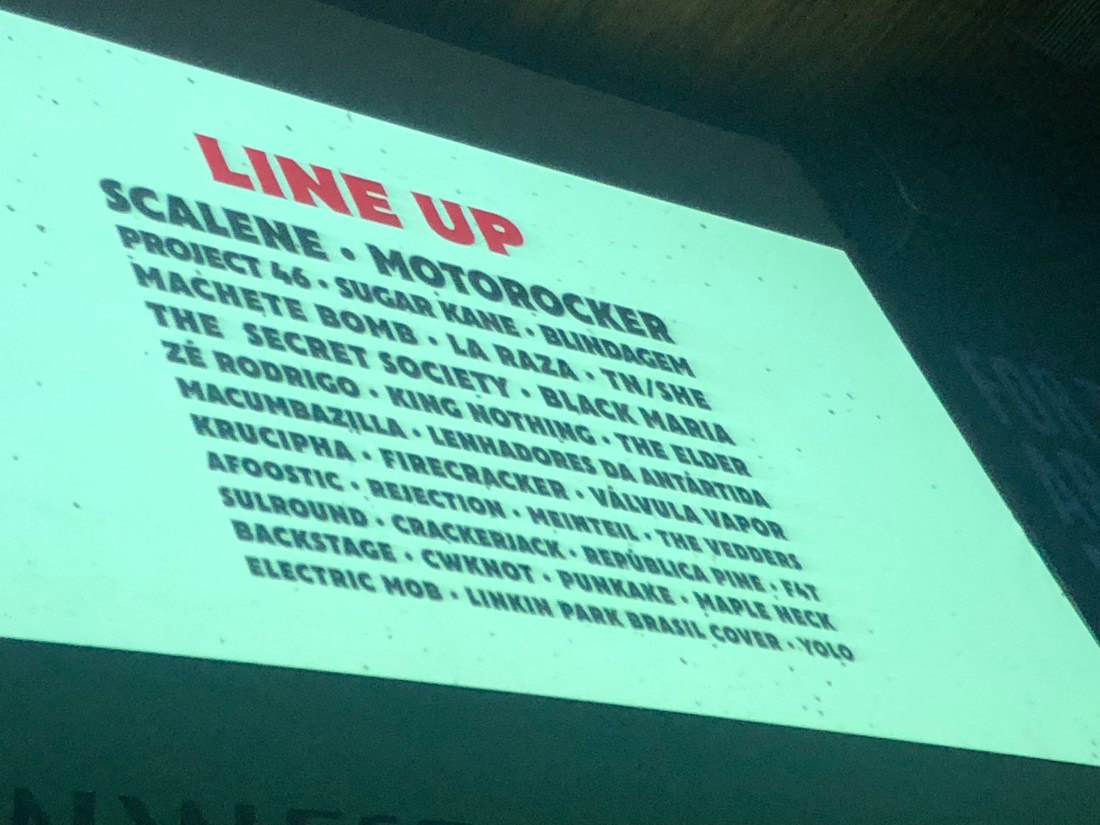 LINE UP
SCALENE • MOTOROCKER
PROJECT 46 • SUGAR KANE • BLINDAGEM
MACHETE BOMB • LA RAZA • TN/SHE
THE SECRET SOCIETY • BLACK MARIA
ZÉ RODRIGO • KING NOTHING • THE ELDER
MACUMBAZILLA • LENHADORES DA ANTÁRTIDA
KRUCIPHA • FIRECRACKER • VÁLVULA VAPOR
AFOOSTIC • REJECTION • MEINTEIL • THE VEDDERS
SULROUND • CRACKERJACK • REPÚBLICA PINE • F4T
BACKSTAGE • CWKNOT • PUNKAKE • MAPLE NECK
ELECTRIC MOB • LINKIN PARK BRASIL COVER • YOLO
FOR